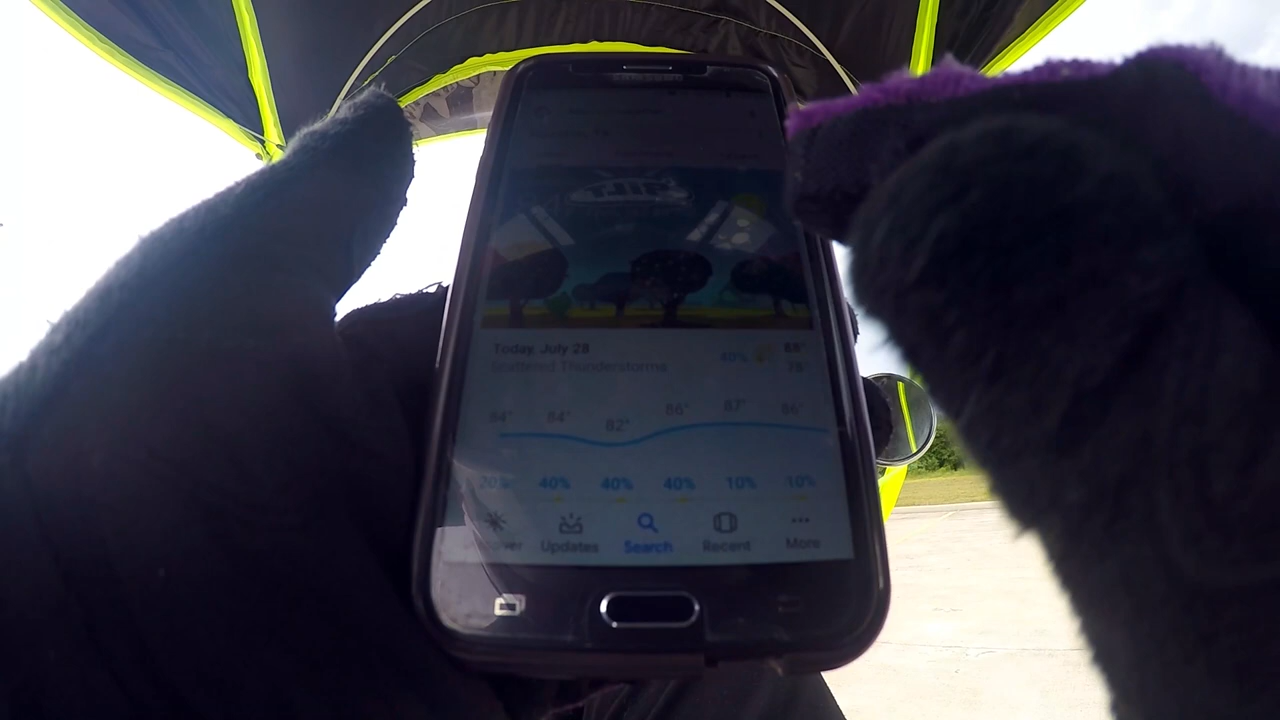 SAMSUNG
Today, July 28
40%
Scattered Thunderstorms
84° 84° 82° 86° 87° 86°
40% 40% 40% 10% 10%
Updates Search Recent More